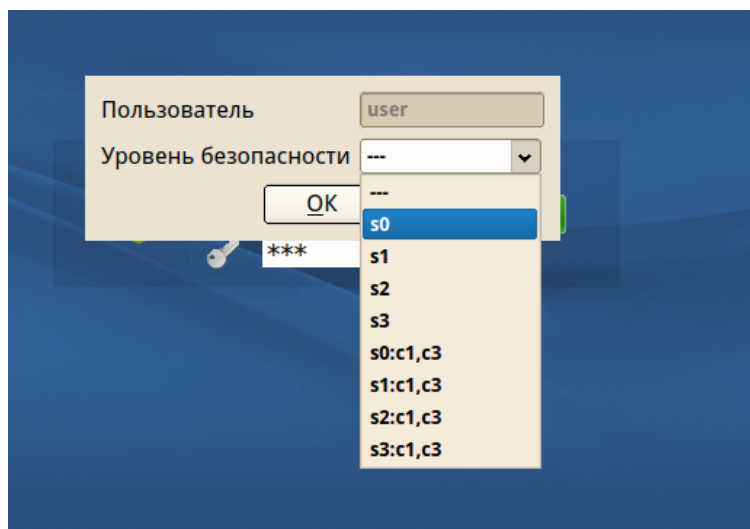 Пользователь user
Уровень безопасности ---
OK
***
---
s0
s1
s2
s3
s0:c1,c3
s1:c1,c3
s2:c1,c3
s3:c1,c3